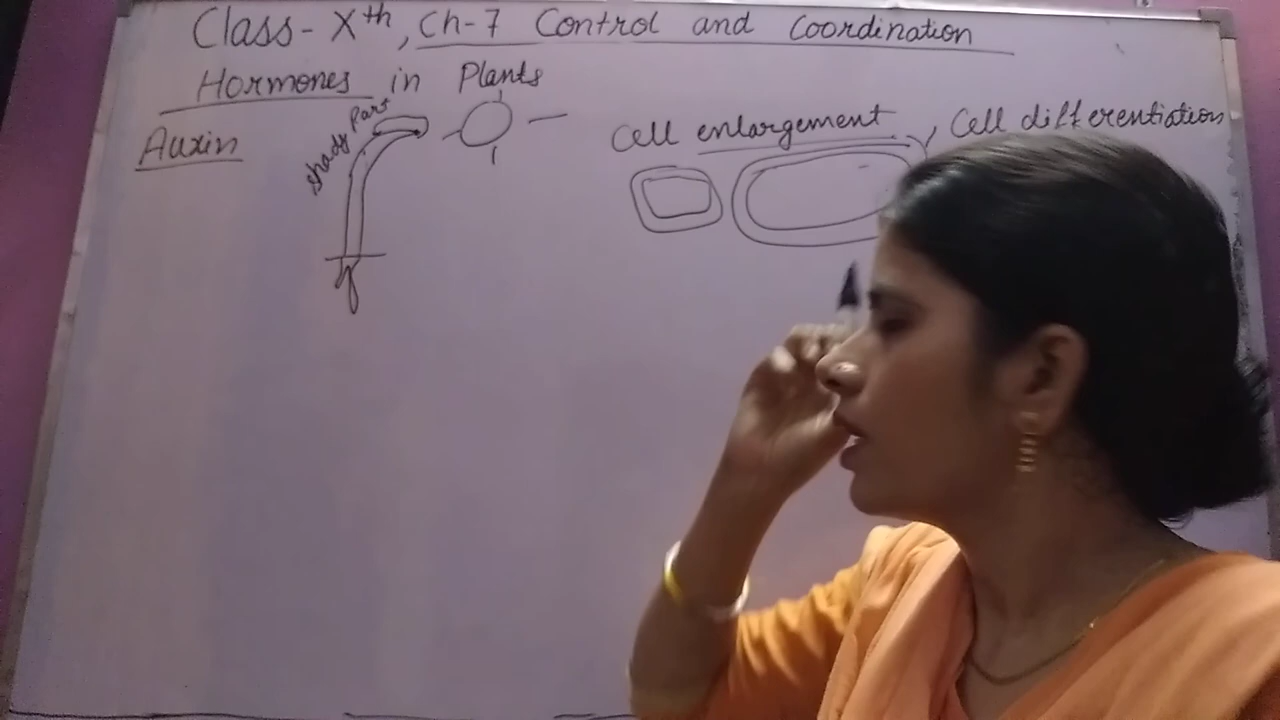 Class- Xth, Ch-7 Control and Coordination
Hormones in Plants
Auxin
Shady Part
Cell enlargement, Cell differentiation